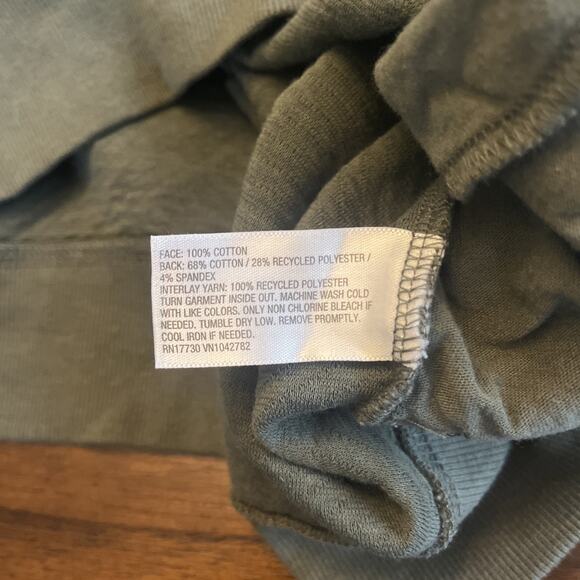 FACE: 100% COTTON
BACK: 68% COTTON / 28% RECYCLED POLYESTER /
4% SPANDEX
INTERLAY YARN: 100% RECYCLED POLYESTER
TURN GARMENT INSIDE OUT. MACHINE WASH COLD
WITH LIKE COLORS. ONLY NON CHLORINE BLEACH IF
NEEDED. TUMBLE DRY LOW. REMOVE PROMPTLY.
COOL IRON IF NEEDED.
RN17730 VN1042782